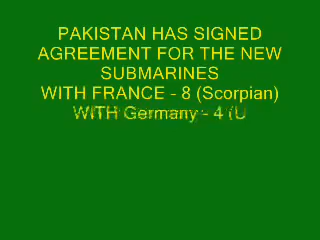 PAKISTAN HAS SIGNED
AGREEMENT FOR THE NEW
SUBMARINES
WITH FRANCE - 8 (Scorpian)
WITH Germany - 4 (U